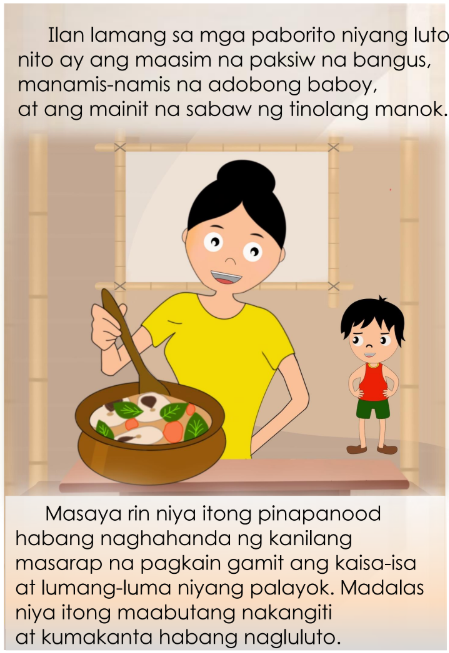 Ilan lamang sa mga paborito niyang luto
nito ay ang maasim na paksiw na bangus,
manamis-namis na adobong baboy,
at ang mainit na sabaw ng tinolang manok.
Masaya rin niya itong pinapanood
habang naghahanda ng kanilang
masarap na pagkain gamit ang kaisa-isa
at lumang-luma niyang palayok. Madalas
niya itong maabutang nakangiti
at kumakanta habang nagluluto.